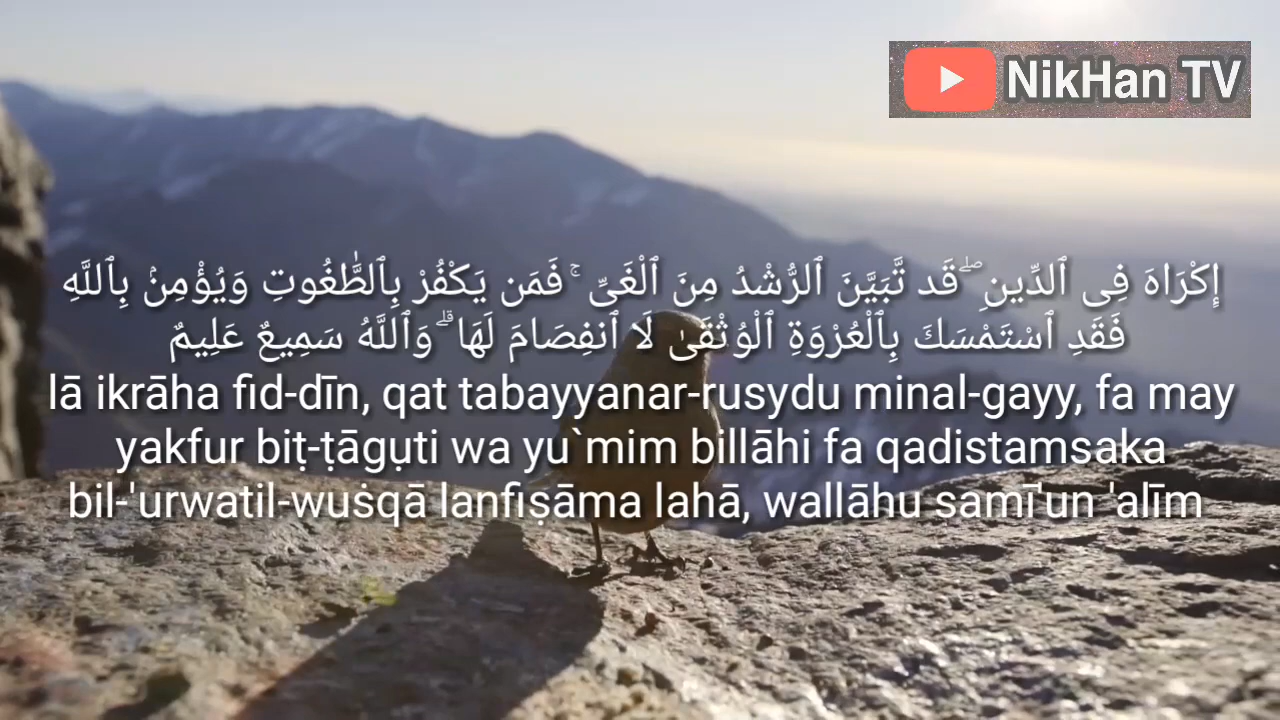 NikHan TV
إِكْرَاهَ فِى ٱلدِّينِ ۖ قَد تَّبَيَّنَ ٱلرُّشْدُ مِنَ ٱلْغَىِّ ۚ فَمَن يَكْفُرْ بِٱلطَّٰغُوتِ وَيُؤْمِنۢ بِٱللَّهِ
فَقَدِ ٱسْتَمْسَكَ بِٱلْعُرْوَةِ ٱلْوُثْقَىٰ لَا ٱنفِصَامَ لَهَا ۗ وَٱللَّهُ سَمِيعٌ عَلِيمٌ
lā ikrāha fid-dīn, qat tabayyanar-rusydu minal-gayy, fa may
yakfur biṭ-ṭāgụti wa yu`mim billāhi fa qadistamsaka
bil-'urwatil-wuṡqā lanfiṣāma lahā, wallāhu samī'un 'alīm